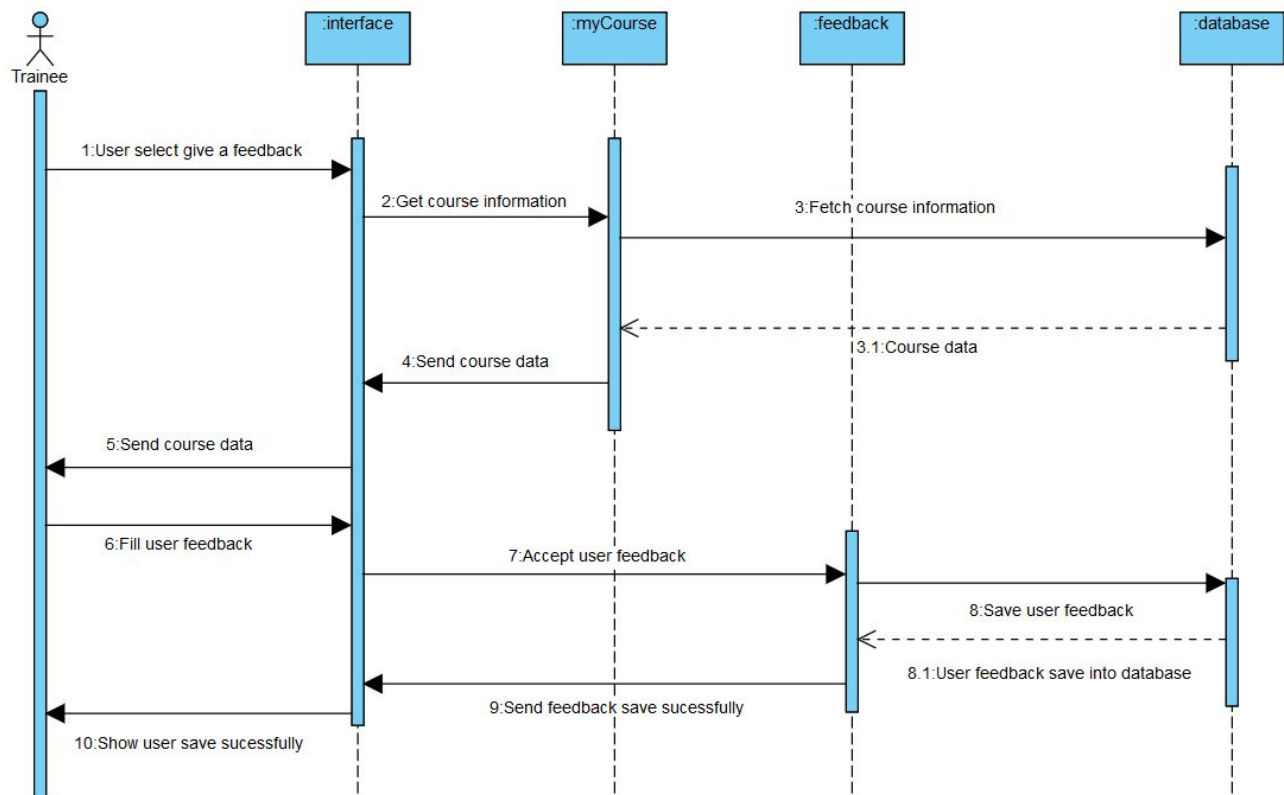 :interface
:myCourse
:feedback
:database
Trainee
1:User select give a feedback
2:Get course information
3:Fetch course information
3.1:Course data
4:Send course data
5:Send course data
6:Fill user feedback
7:Accept user feedback
8:Save user feedback
8.1:User feedback save into database
9:Send feedback save sucessfully
10:Show user save sucessfully